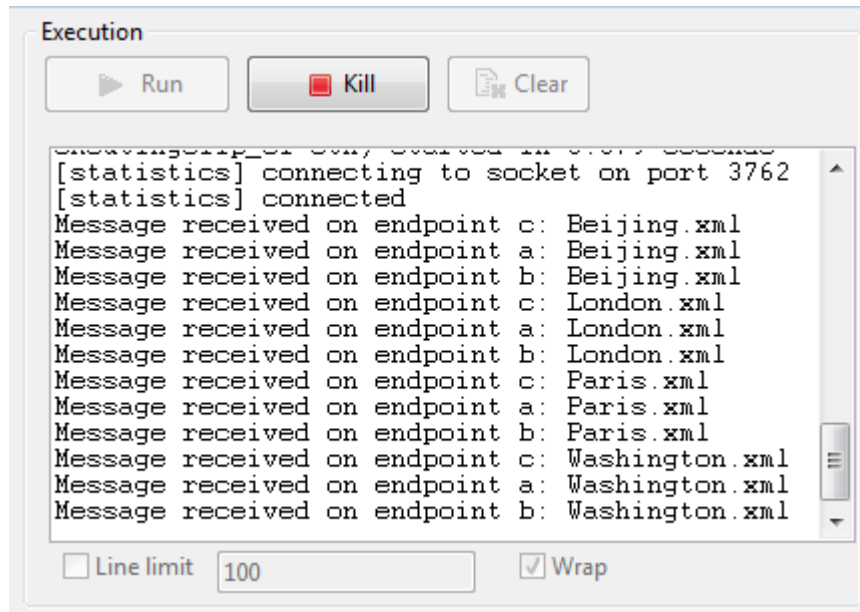 Execution
Run Kill Clear
[statistics] connecting to socket on port 3762
[statistics] connected
Message received on endpoint c: Beijing.xml
Message received on endpoint a: Beijing.xml
Message received on endpoint b: Beijing.xml
Message received on endpoint c: London.xml
Message received on endpoint a: London.xml
Message received on endpoint b: London.xml
Message received on endpoint c: Paris.xml
Message received on endpoint a: Paris.xml
Message received on endpoint b: Paris.xml
Message received on endpoint c: Washington.xml
Message received on endpoint a: Washington.xml
Message received on endpoint b: Washington.xml
Line limit 100 Wrap